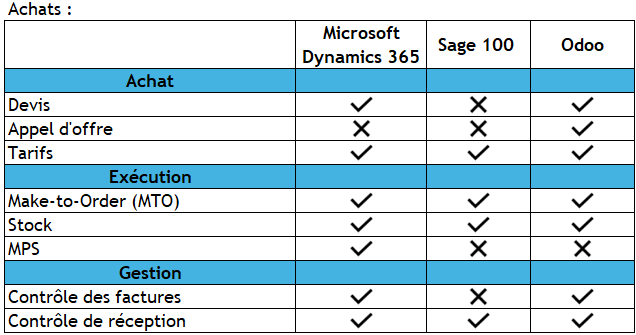 Achats :
Microsoft Dynamics 365 Sage 100 Odoo
Achat
Devis ✓ ✕ ✓
Appel d'offre ✕ ✕ ✓
Tarifs ✓ ✓ ✓
Exécution
Make-to-Order (MTO) ✓ ✓ ✓
Stock ✓ ✓ ✓
MPS ✓ ✕ ✕
Gestion
Contrôle des factures ✓ ✕ ✓
Contrôle de réception ✓ ✓ ✓